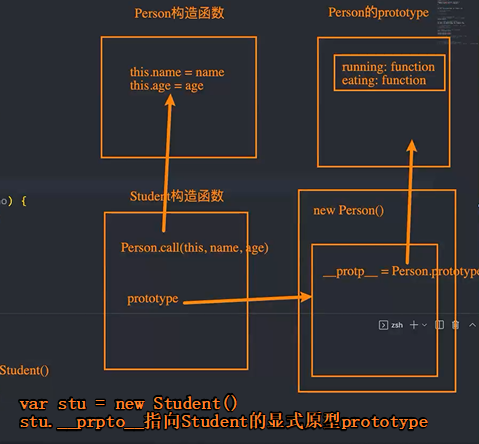 Person构造函数
Person的prototype
this.name = name
this.age = age
running: function
eating: function
Student构造函数
o) {
new Person()
Person.call(this, name, age)
__protp__ = Person.prototype
prototype
zsh
Student()
var stu = new Student()
stu.__prpto__指向Student的显式原型prototype